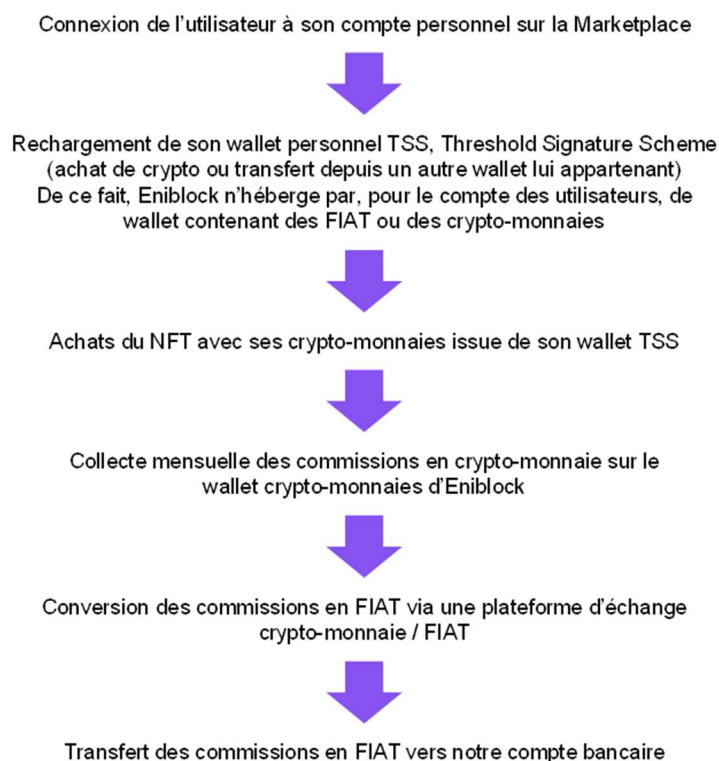 Connexion de l'utilisateur à son compte personnel sur la Marketplace
Rechargement de son wallet personnel TSS, Threshold Signature Scheme
(achat de crypto ou transfert depuis un autre wallet lui appartenant)
De ce fait, Eniblock n'héberge par, pour le compte des utilisateurs, de
wallet contenant des FIAT ou des crypto-monnaies
Achats du NFT avec ses crypto-monnaies issue de son wallet TSS
Collecte mensuelle des commissions en crypto-monnaie sur le
wallet crypto-monnaies d'Eniblock
Conversion des commissions en FIAT via une plateforme d'échange
crypto-monnaie / FIAT
Transfert des commissions en FIAT vers notre compte bancaire